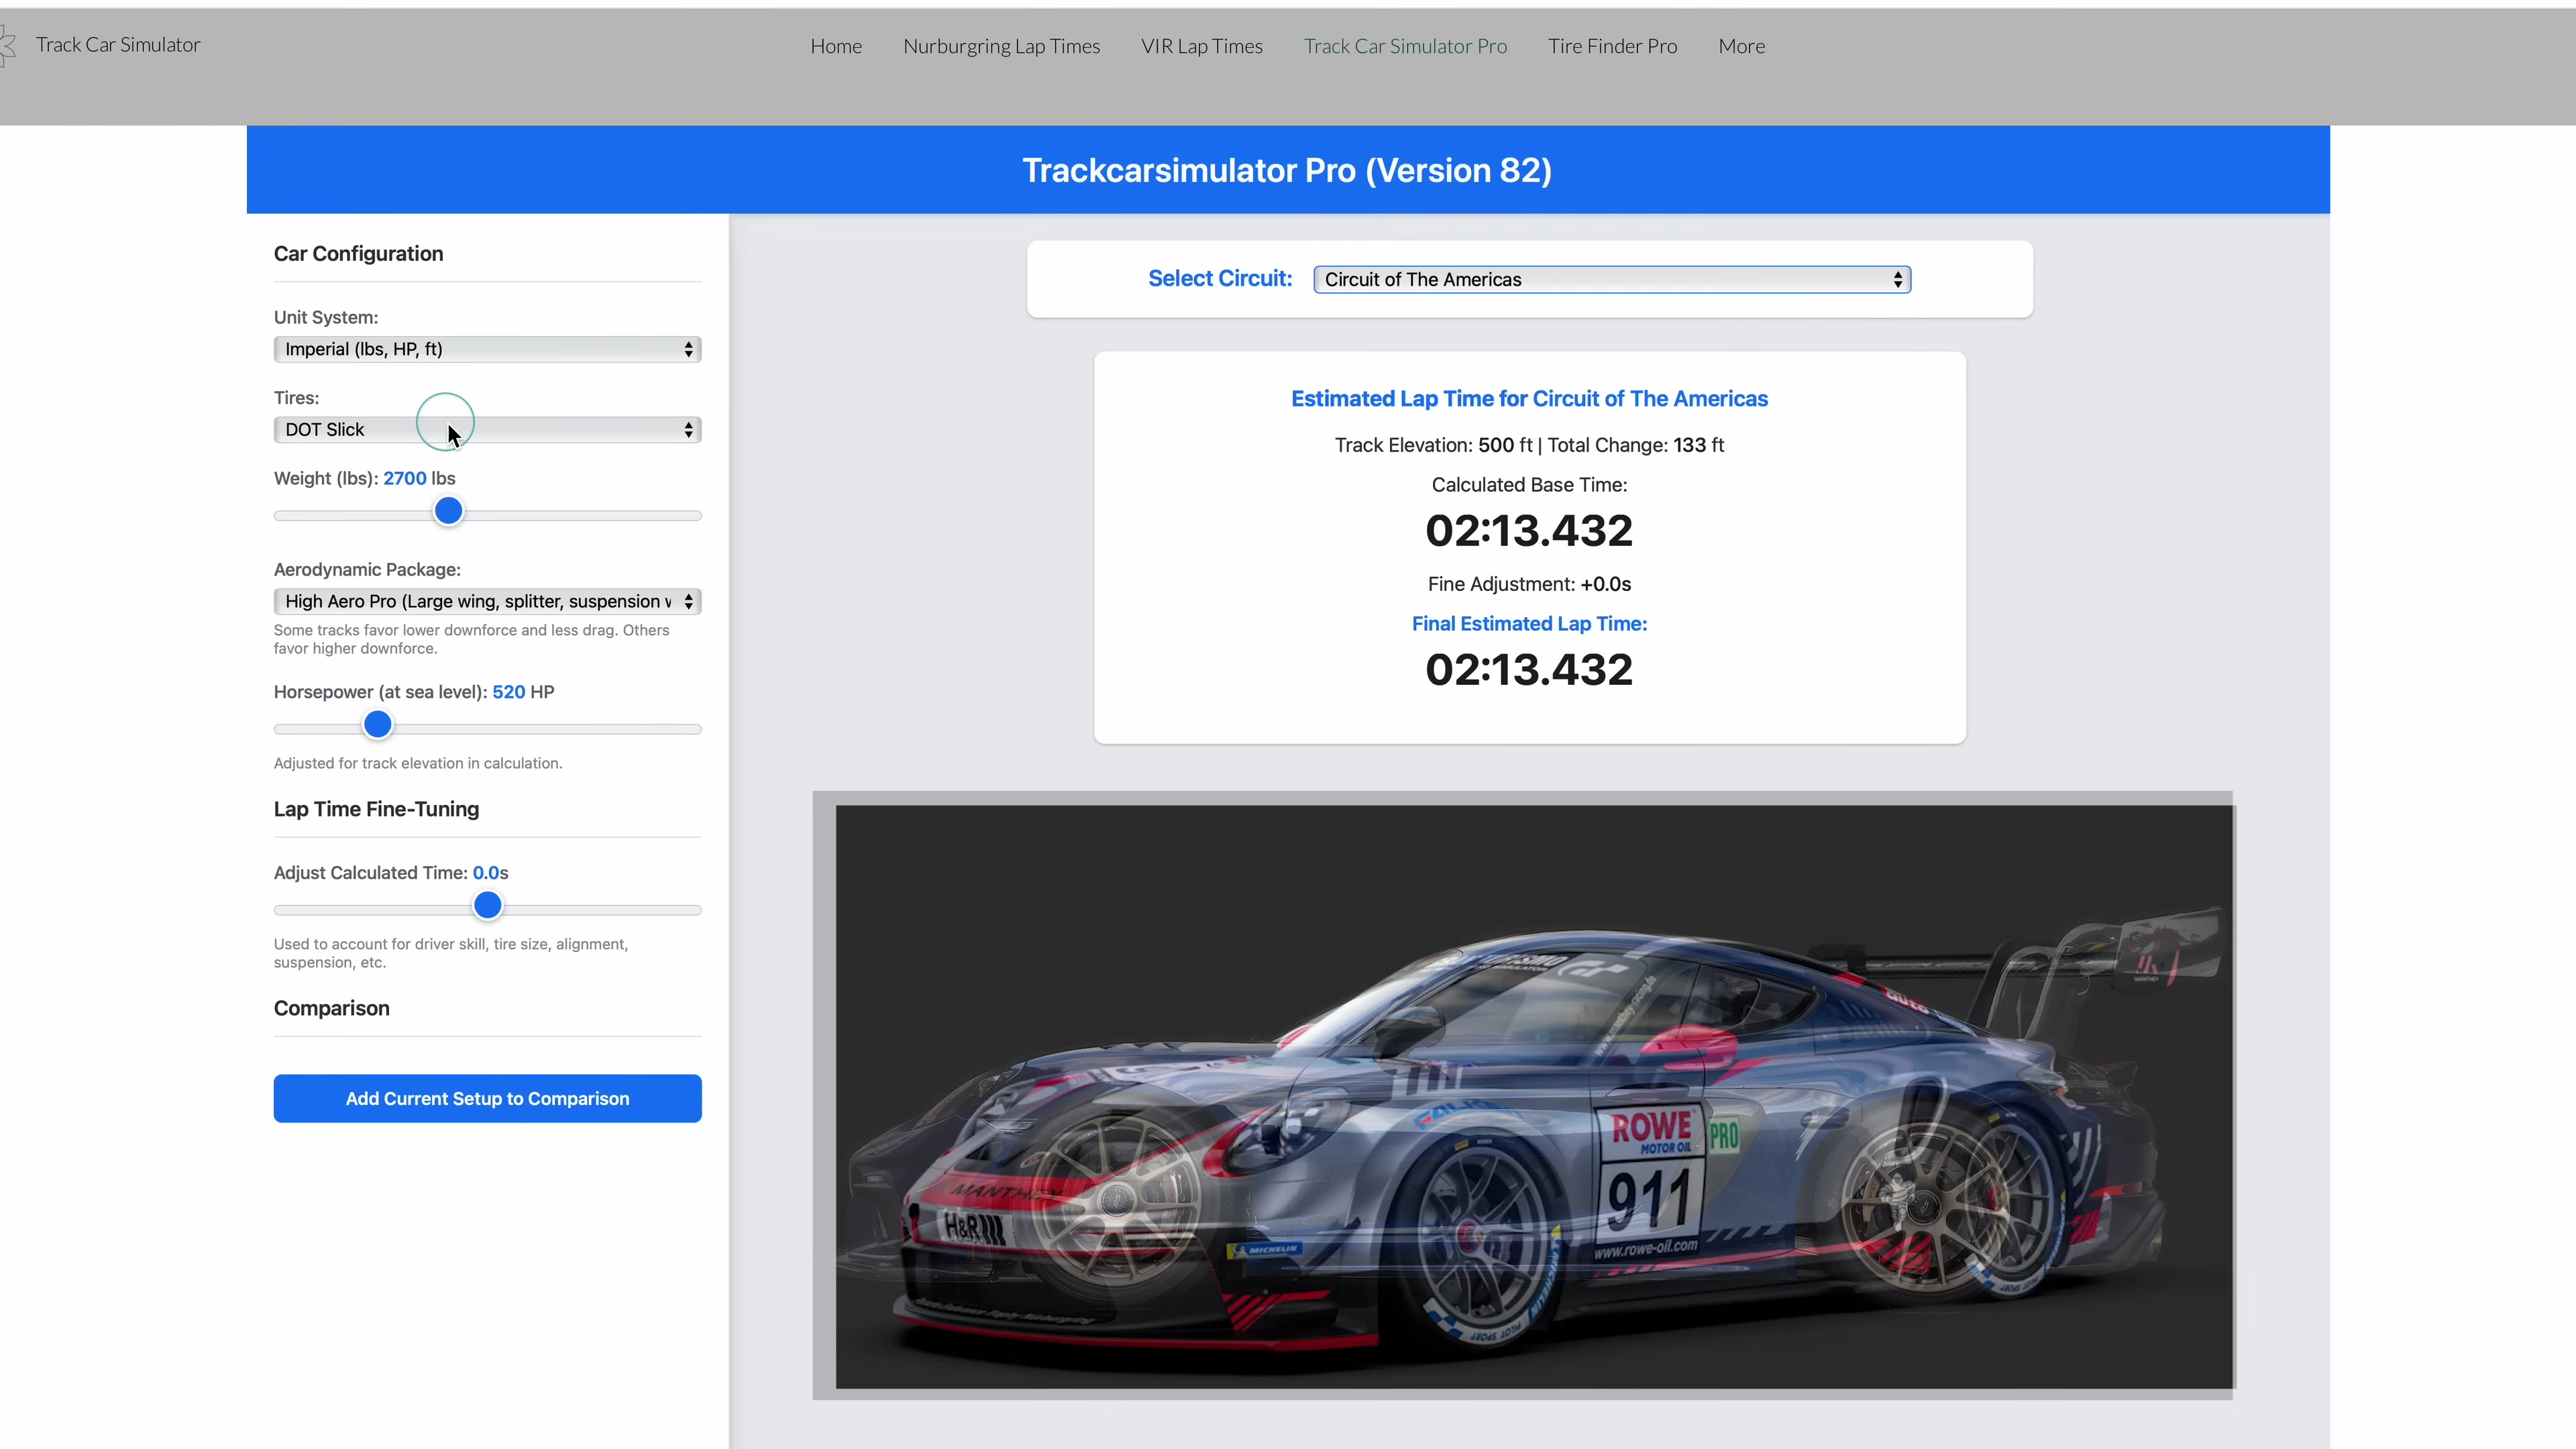 Track Car Simulator
Home
Nurburgring Lap Times
VIR Lap Times
Track Car Simulator Pro
Tire Finder Pro
More
Trackcarsimulator Pro (Version 82)
Car Configuration
Unit System:
Imperial (lbs, HP, ft)
Tires:
DOT Slick
Weight (lbs): 2700 lbs
Aerodynamic Package:
High Aero Pro (Large wing, splitter, suspension
Some tracks favor lower downforce and less drag. Others
favor higher downforce.
Horsepower (at sea level): 520 HP
Adjusted for track elevation in calculation.
Lap Time Fine-Tuning
Adjust Calculated Time: 0.0s
Used to account for driver skill, tire size, alignment,
suspension, etc.
Comparison
Add Current Setup to Comparison
Select Circuit:
Circuit of The Americas
Estimated Lap Time for Circuit of The Americas
Track Elevation: 500 ft | Total Change: 133 ft
Calculated Base Time:
02:13.432
Fine Adjustment: +0.0s
Final Estimated Lap Time:
02:13.432
www.manthey-racing.de
ROWE
MOTOR OIL
PRO
911
www.rowe-oil.com
MANTHEY
H&R
MICHELIN
PILOT SPORT